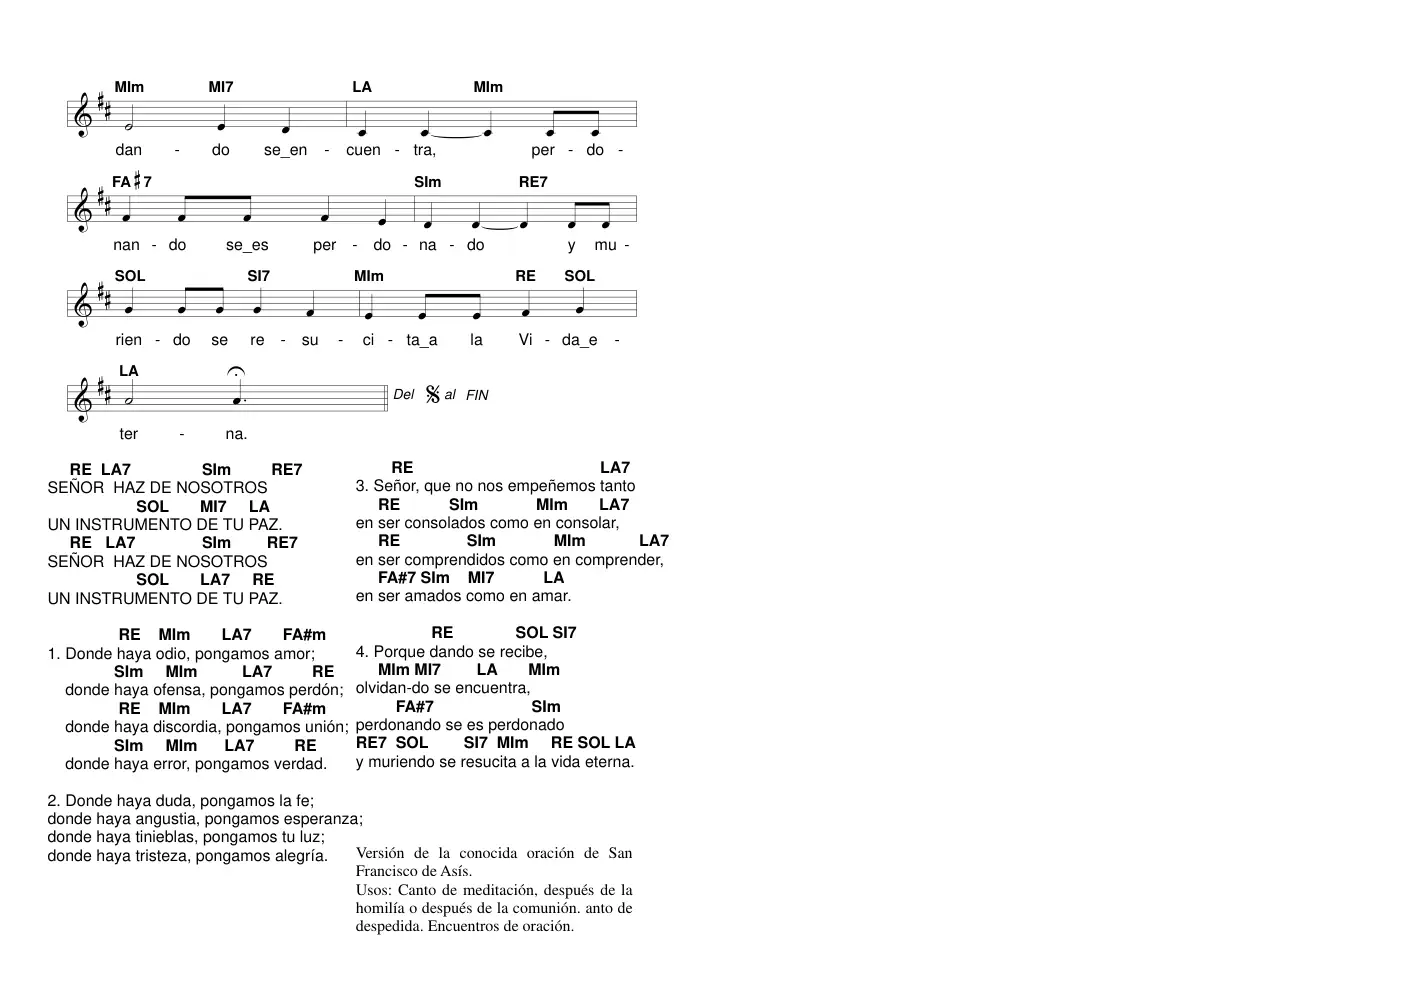 MIm MI7 LA MIm
dan - do se_en - cuen - tra, per - do -
FA♯7 SIm RE7
nan - do se_es per - do - na - do y mu -
SOL SI7 MIm RE SOL
rien - do se re - su - ci - ta_a la Vi - da_e -
LA
Del 𝄋 al FIN
ter - na.
RE LA7 SIm RE7
SEÑOR HAZ DE NOSOTROS
SOL MI7 LA
UN INSTRUMENTO DE TU PAZ.
RE LA7 SIm RE7
SEÑOR HAZ DE NOSOTROS
SOL LA7 RE
UN INSTRUMENTO DE TU PAZ.
RE MIm LA7 FA#m
1. Donde haya odio, pongamos amor;
SIm MIm LA7 RE
donde haya ofensa, pongamos perdón;
RE MIm LA7 FA#m
donde haya discordia, pongamos unión;
SIm MIm LA7 RE
donde haya error, pongamos verdad.
2. Donde haya duda, pongamos la fe;
donde haya angustia, pongamos esperanza;
donde haya tinieblas, pongamos tu luz;
donde haya tristeza, pongamos alegría.
RE LA7
3. Señor, que no nos empeñemos tanto
RE SIm MIm LA7
en ser consolados como en consolar,
RE SIm MIm LA7
en ser comprendidos como en comprender,
FA#7 SIm MI7 LA
en ser amados como en amar.
RE SOL SI7
4. Porque dando se recibe,
MIm MI7 LA MIm
olvidan-do se encuentra,
FA#7 SIm
perdonando se es perdonado
RE7 SOL SI7 MIm RE SOL LA
y muriendo se resucita a la vida eterna.
Versión de la conocida oración de San
Francisco de Asís.
Usos: Canto de meditación, después de la
homilía o después de la comunión. anto de
despedida. Encuentros de oración.